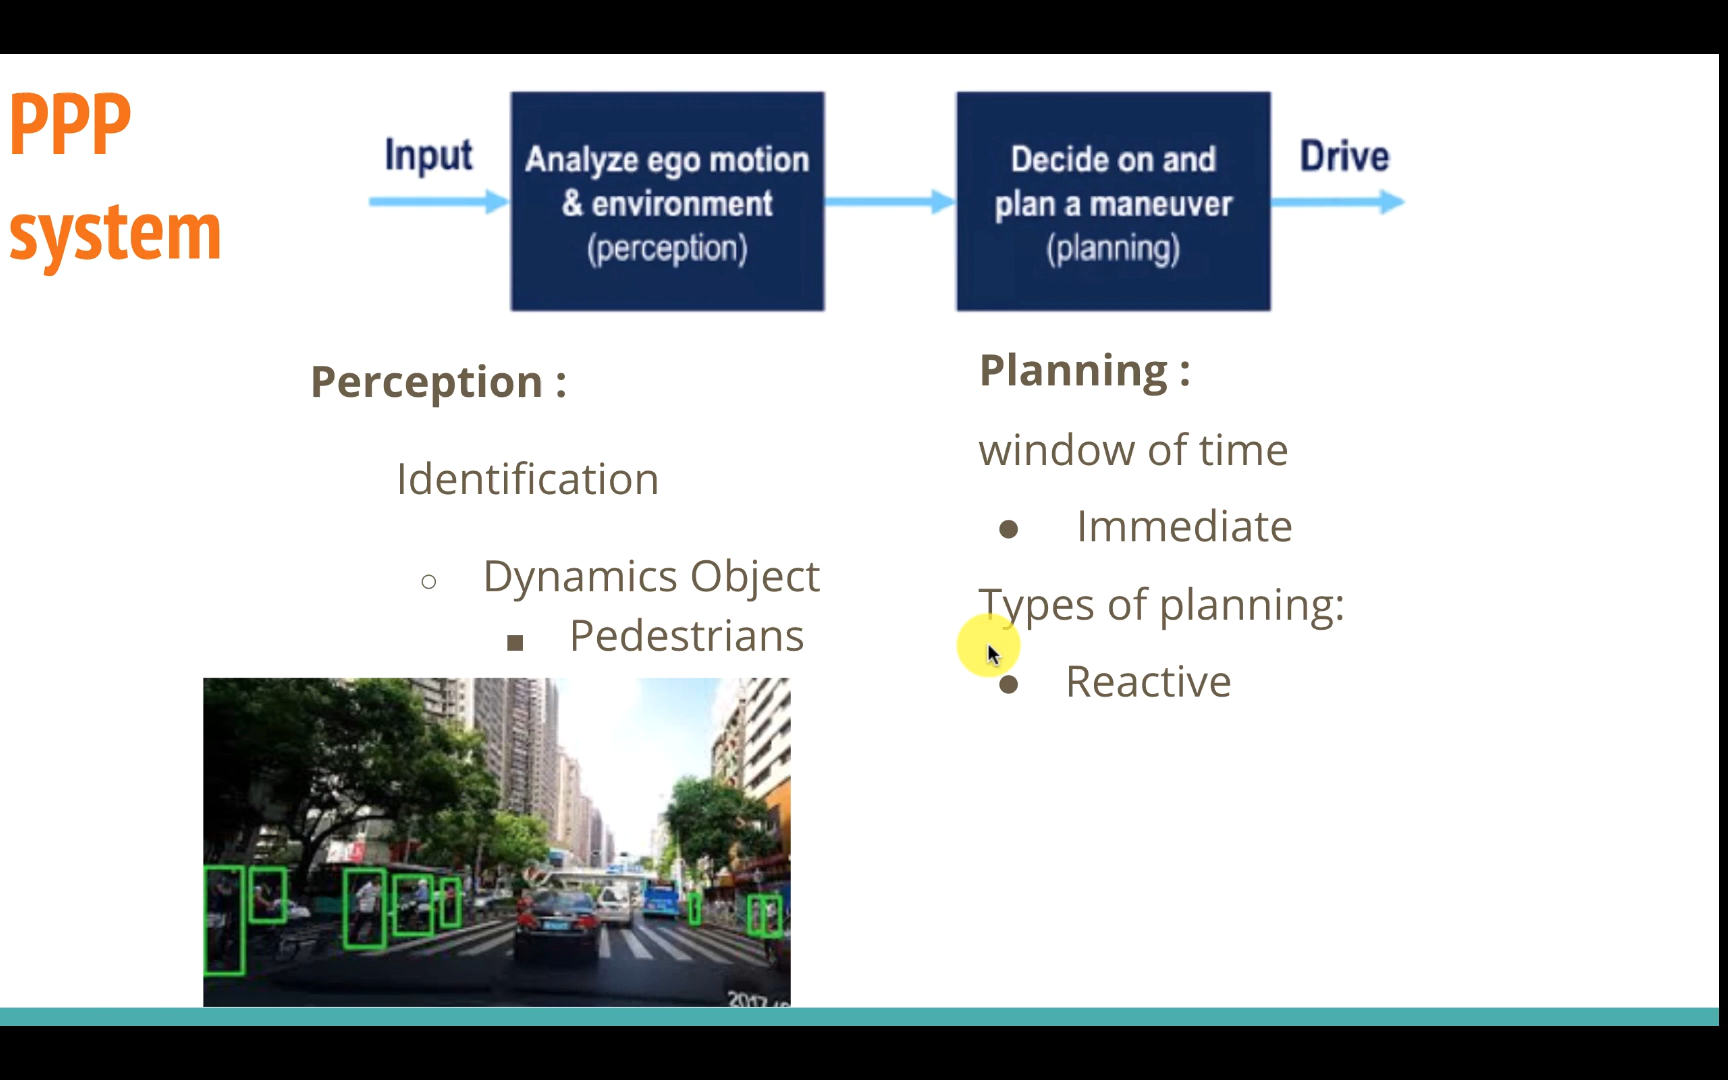 PPP
system
Input
Analyze ego motion
& environment
(perception)
Decide on and
plan a maneuver
(planning)
Drive
Perception :
Identification
Dynamics Object
Pedestrians
Planning :
window of time
Immediate
Types of planning:
Reactive